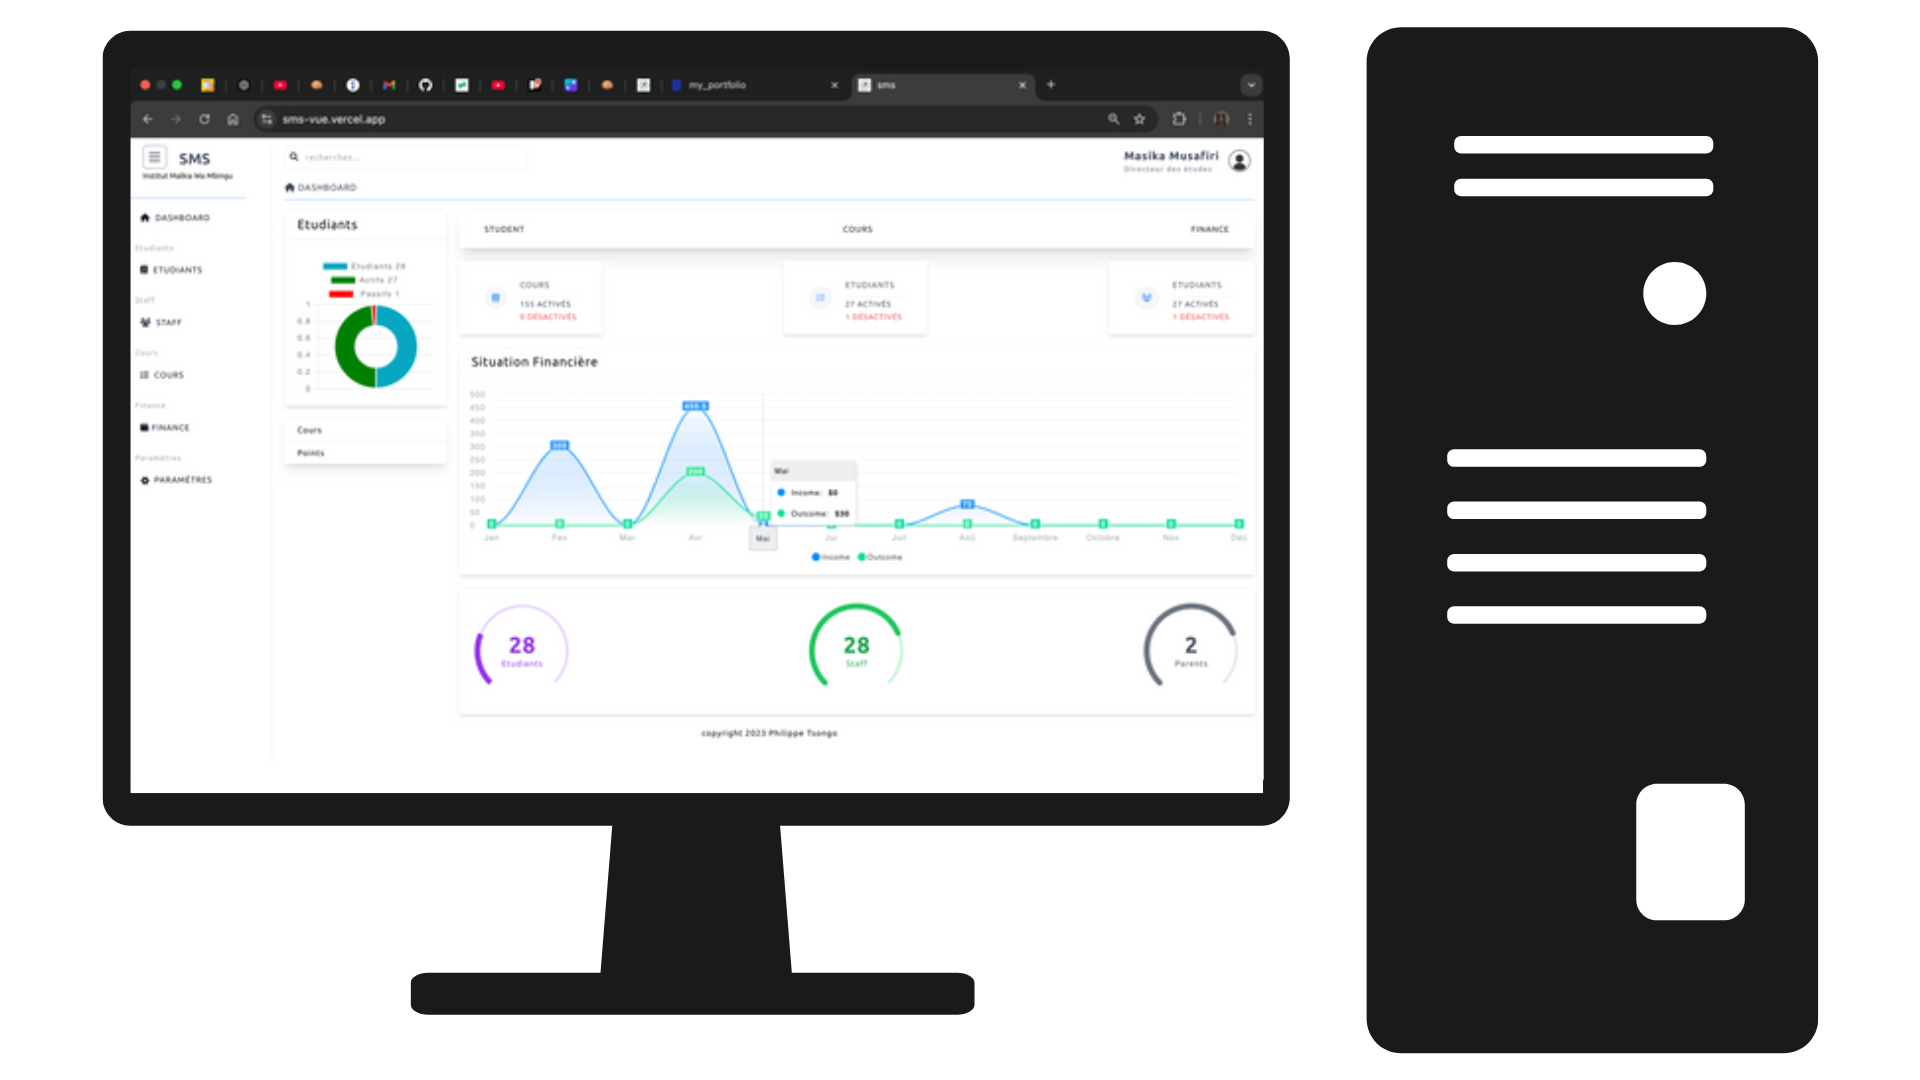 my_portfolio
sms
sms-vue.vercel.app
SMS
Institut Malkia Wa Mbingu
recherchez...
Masika Musafiri
Directeur des études
DASHBOARD
DASHBOARD
Etudiants
ETUDIANTS
Staff
STAFF
Cours
COURS
Finance
FINANCE
Paramètres
PARAMÈTRES
Etudiants
Etudiants 28
Actifs 27
Passifs 1
1
0.8
0.6
0.4
0.2
0
Cours
Points
STUDENT COURS FINANCE
COURS
155 ACTIVÉS
0 DÉSACTIVÉS
ETUDIANTS
27 ACTIVÉS
1 DÉSACTIVÉS
ETUDIANTS
27 ACTIVÉS
1 DÉSACTIVÉS
Situation Financière
500
450
400
350
300
250
200
150
100
50
0
300
200
Mai
Income: $0
Outcome: $30
Jan Fev Mar Avr Mai Jui Juil Aoû Septembre Octobre Nov Déc
Income Outcome
28
Etudiants
28
Staff
2
Parents
copyright 2023 Philippe Tsongo